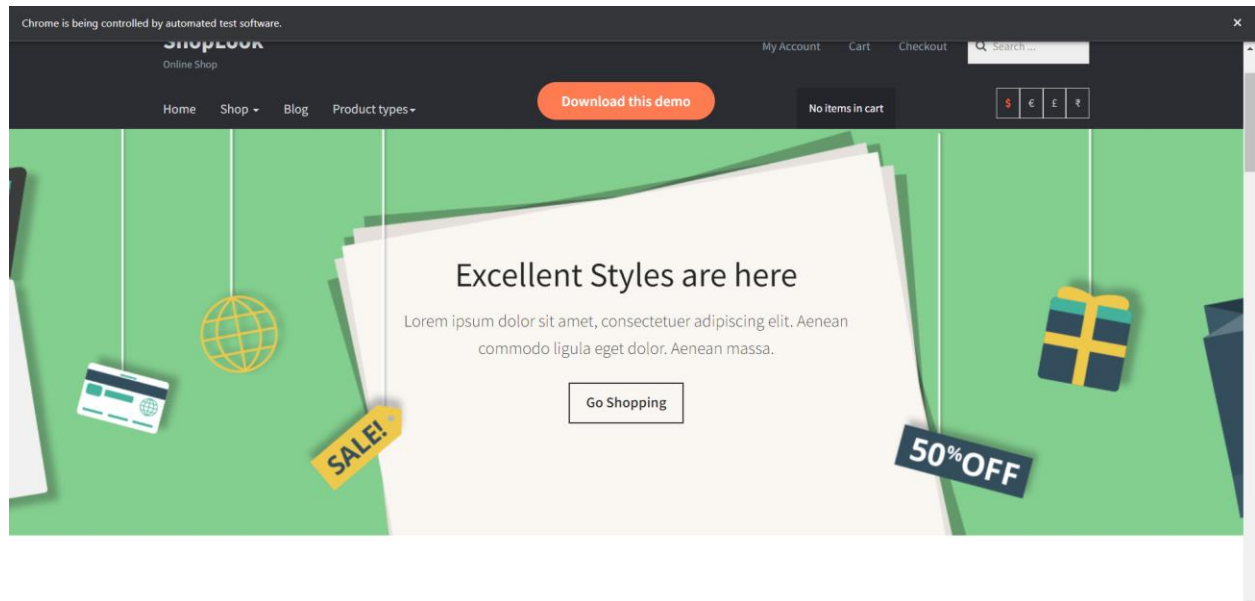 Chrome is being controlled by automated test software.
ShopLook
Online Shop
My Account Cart Checkout Search ...
Home Shop Blog Product types
Download this demo
No items in cart
$ € £ ₹
Excellent Styles are here
Lorem ipsum dolor sit amet, consectetuer adipiscing elit. Aenean
commodo ligula eget dolor. Aenean massa.
Go Shopping
SALE!
50%OFF